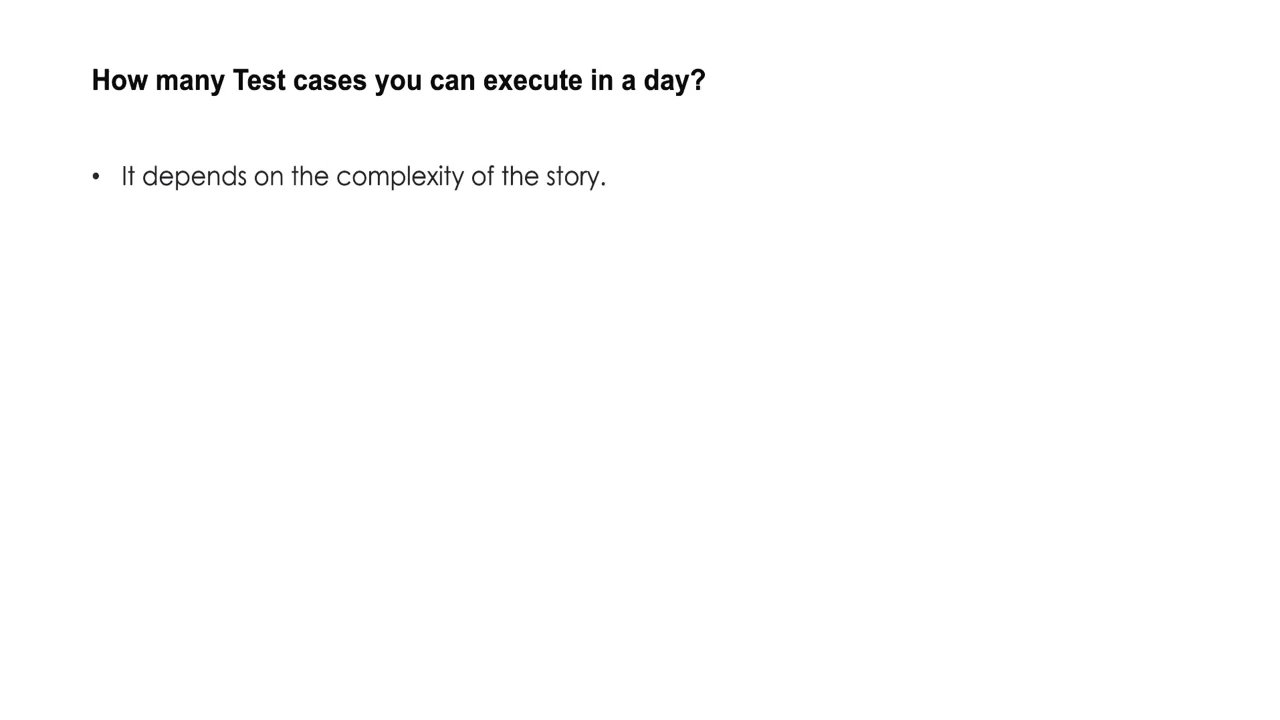 How many Test cases you can execute in a day?
• It depends on the complexity of the story.